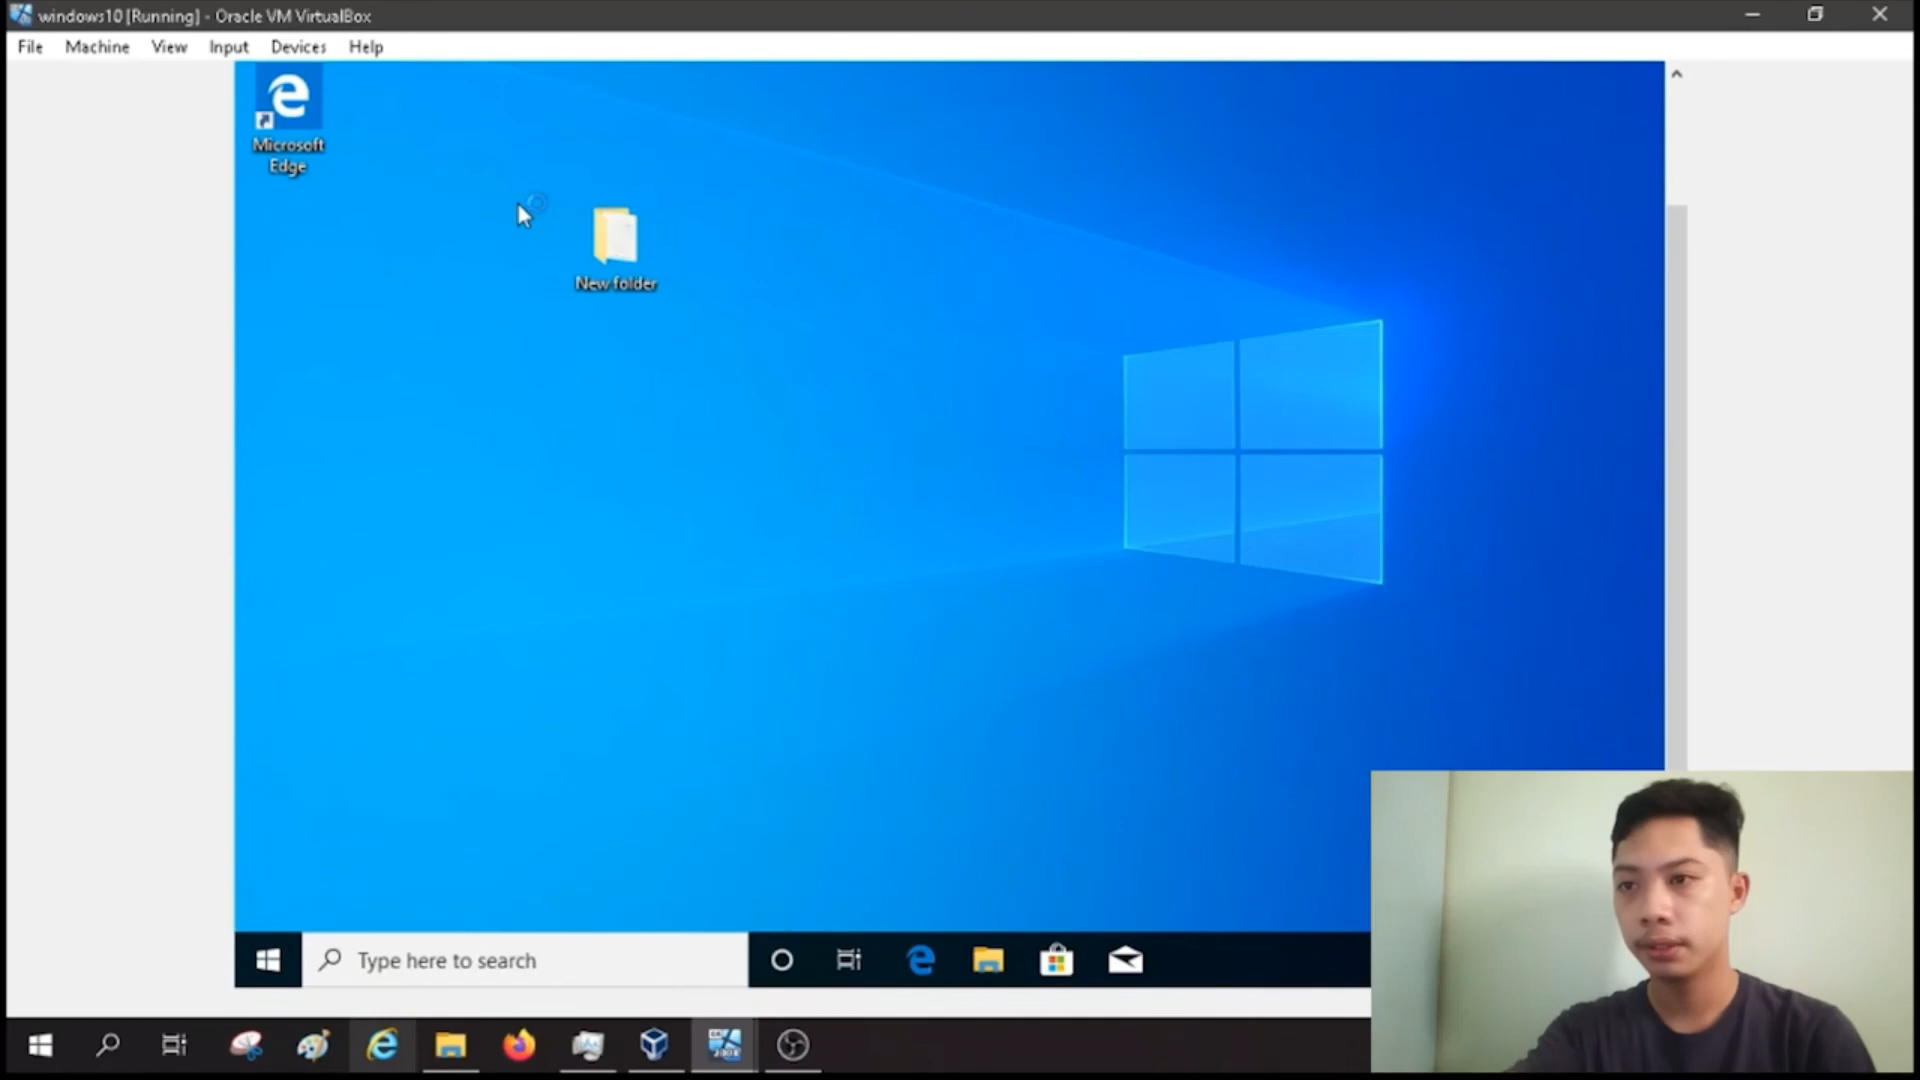 windows10 [Running] - Oracle VM VirtualBox
File Machine View Input Devices Help
Microsoft
Edge
New folder
Type here to search